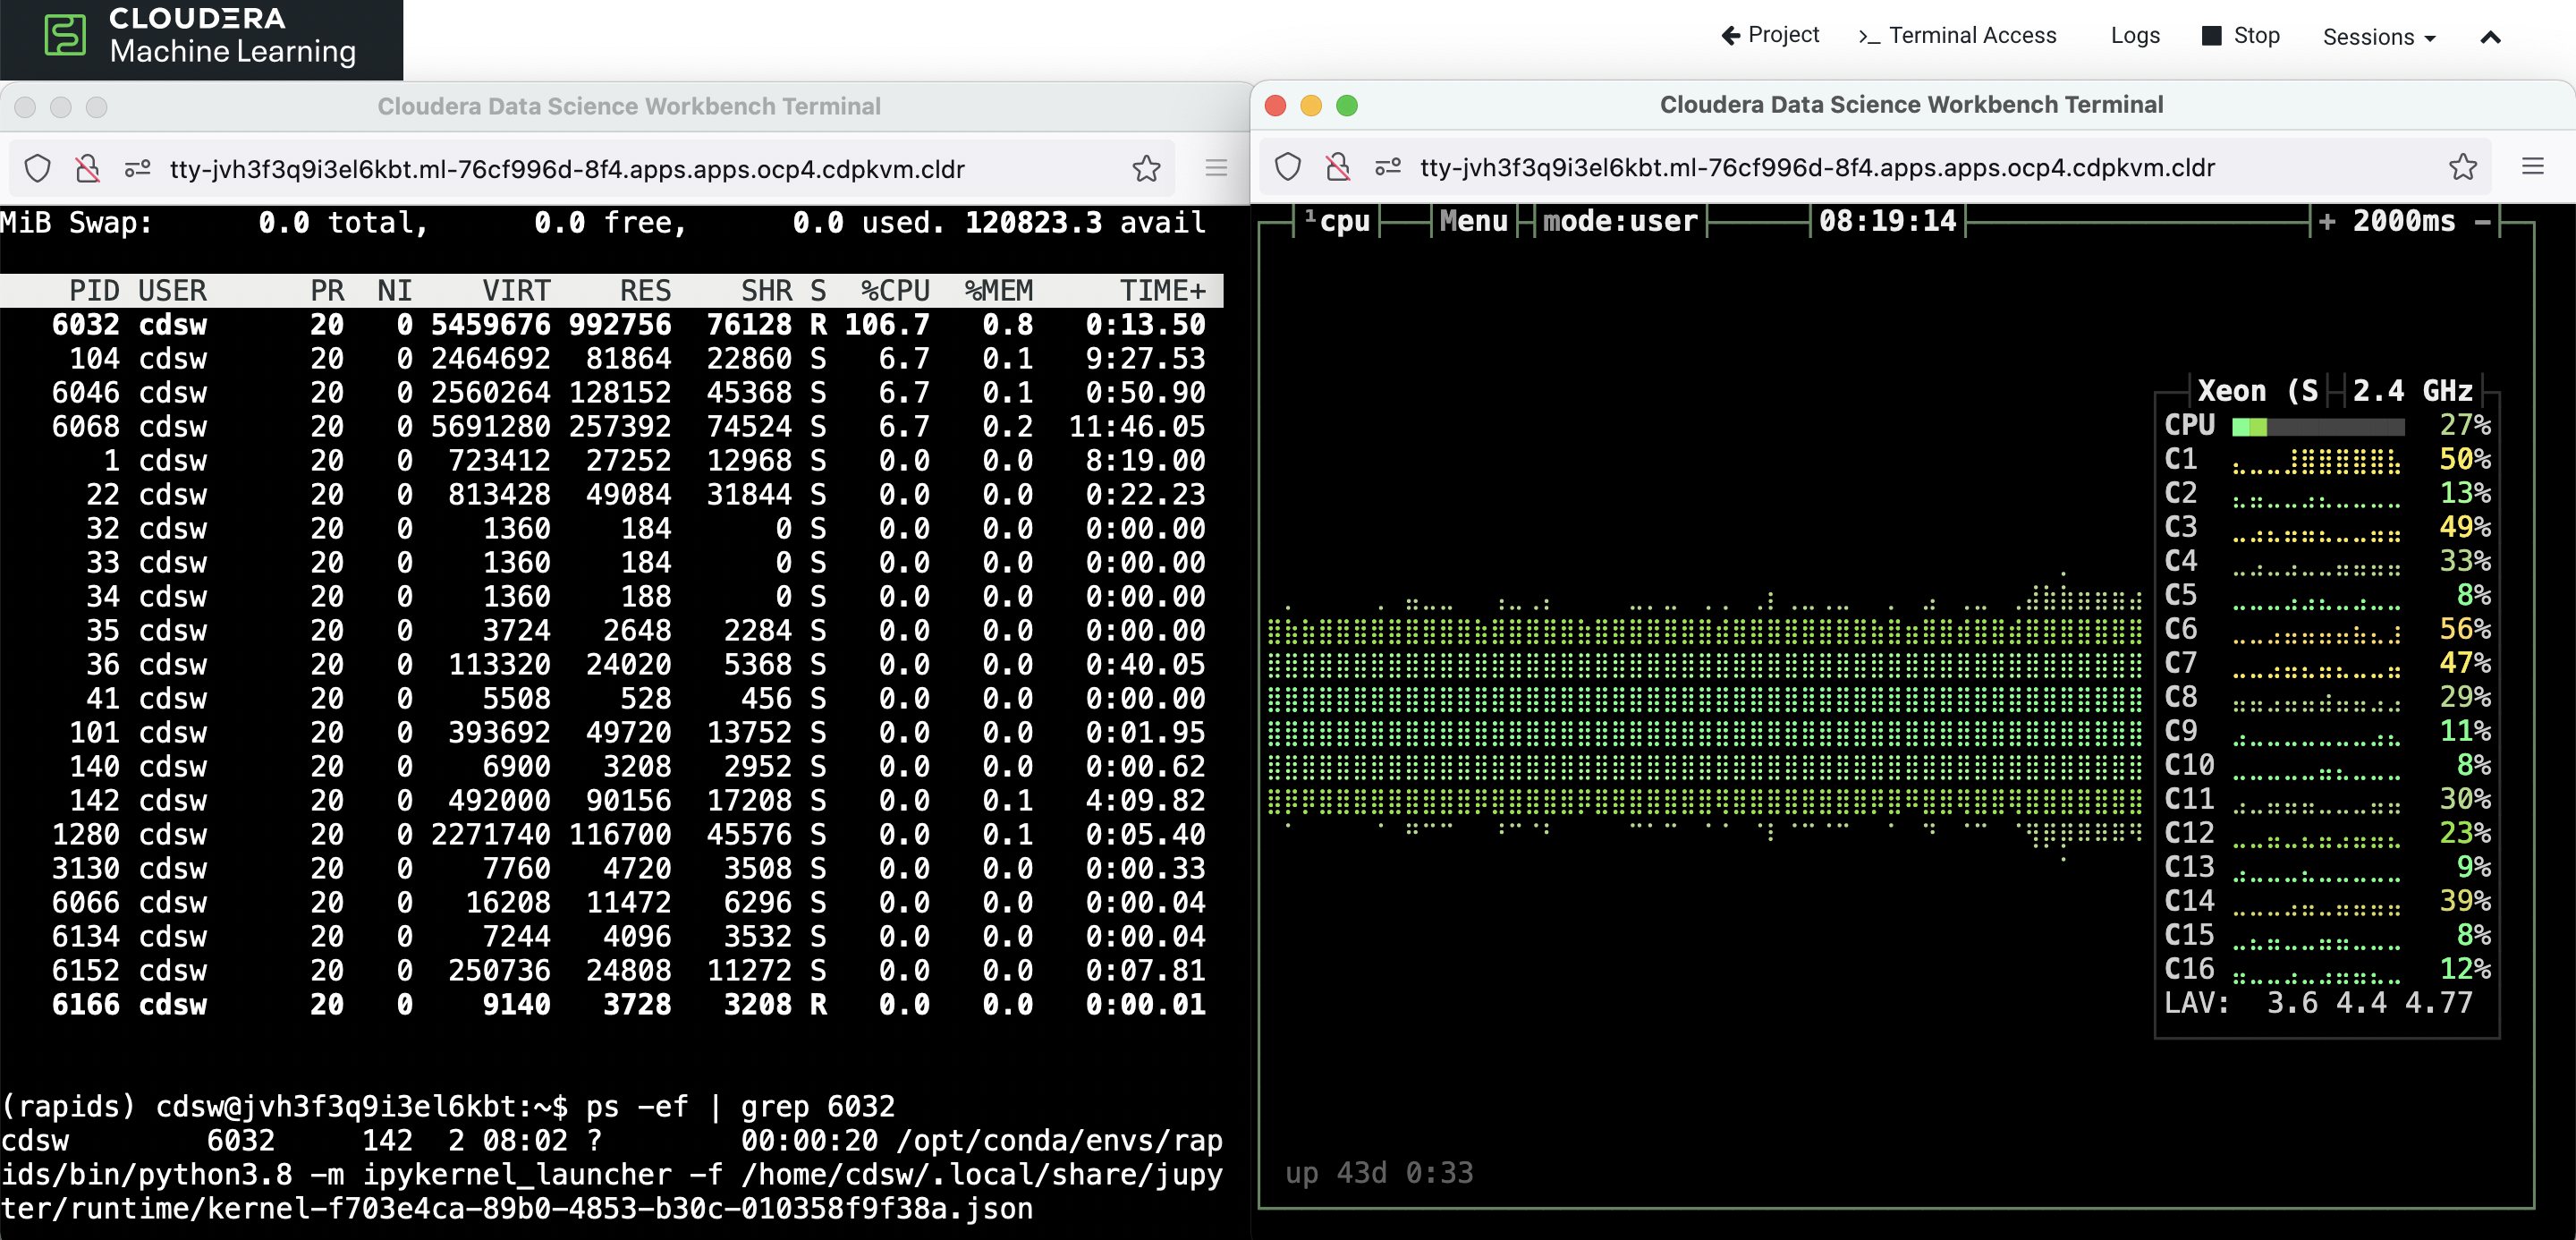 CLOUDERA
Machine Learning
Project
>_ Terminal Access
Logs
Stop
Sessions
Cloudera Data Science Workbench Terminal
tty-jvh3f3q9i3el6kbt.ml-76cf996d-8f4.apps.apps.ocp4.cdpkvm.cldr
MiB Swap: 0.0 total, 0.0 free, 0.0 used. 120823.3 avail
PID USER PR NI VIRT RES SHR S %CPU %MEM TIME+
6032 cdsw 20 0 5459676 992756 76128 R 106.7 0.8 0:13.50
104 cdsw 20 0 2464692 81864 22860 S 6.7 0.1 9:27.53
6046 cdsw 20 0 2560264 128152 45368 S 6.7 0.1 0:50.90
6068 cdsw 20 0 5691280 257392 74524 S 6.7 0.2 11:46.05
1 cdsw 20 0 723412 27252 12968 S 0.0 0.0 8:19.00
22 cdsw 20 0 813428 49084 31844 S 0.0 0.0 0:22.23
32 cdsw 20 0 1360 184 0 S 0.0 0.0 0:00.00
33 cdsw 20 0 1360 184 0 S 0.0 0.0 0:00.00
34 cdsw 20 0 1360 188 0 S 0.0 0.0 0:00.00
35 cdsw 20 0 3724 2648 2284 S 0.0 0.0 0:00.00
36 cdsw 20 0 113320 24020 5368 S 0.0 0.0 0:40.05
41 cdsw 20 0 5508 528 456 S 0.0 0.0 0:00.00
101 cdsw 20 0 393692 49720 13752 S 0.0 0.0 0:01.95
140 cdsw 20 0 6900 3208 2952 S 0.0 0.0 0:00.62
142 cdsw 20 0 492000 90156 17208 S 0.0 0.1 4:09.82
1280 cdsw 20 0 2271740 116700 45576 S 0.0 0.1 0:05.40
3130 cdsw 20 0 7760 4720 3508 S 0.0 0.0 0:00.33
6066 cdsw 20 0 16208 11472 6296 S 0.0 0.0 0:00.04
6134 cdsw 20 0 7244 4096 3532 S 0.0 0.0 0:00.04
6152 cdsw 20 0 250736 24808 11272 S 0.0 0.0 0:07.81
6166 cdsw 20 0 9140 3728 3208 R 0.0 0.0 0:00.01
(rapids) cdsw@jvh3f3q9i3el6kbt:~$ ps -ef | grep 6032
cdsw 6032 142 2 08:02 ? 00:00:20 /opt/conda/envs/rap
ids/bin/python3.8 -m ipykernel_launcher -f /home/cdsw/.local/share/jupy
ter/runtime/kernel-f703e4ca-89b0-4853-b30c-010358f9f38a.json
Cloudera Data Science Workbench Terminal
tty-jvh3f3q9i3el6kbt.ml-76cf996d-8f4.apps.apps.ocp4.cdpkvm.cldr
¹cpu Menu mode:user 08:19:14 + 2000ms -
Xeon (S 2.4 GHz
CPU 27%
C1 50%
C2 13%
C3 49%
C4 33%
C5 8%
C6 56%
C7 47%
C8 29%
C9 11%
C10 8%
C11 30%
C12 23%
C13 9%
C14 39%
C15 8%
C16 12%
LAV: 3.6 4.4 4.77
up 43d 0:33